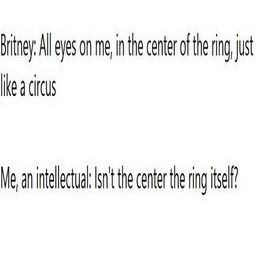 Britney: All eyes on me, in the center of the ring, just
like a circus
Me, an intellectual: Isn't the center the ring itself?